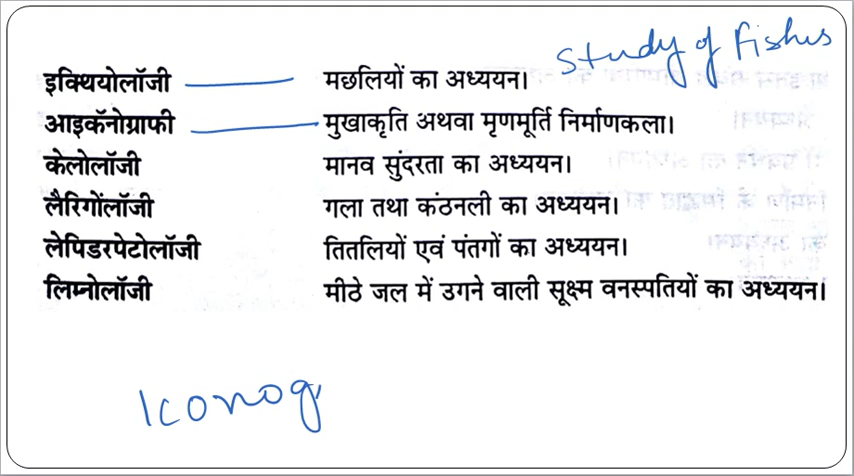 Study of Fishes
इक्थियोलॉजी मछलियों का अध्ययन।
आइकॅनोग्राफी मुखाकृति अथवा मृणमूर्ति निर्माणकला।
केलोलॉजी मानव सुंदरता का अध्ययन।
लैरिगोंलॉजी गला तथा कंठनली का अध्ययन।
लेपिडरपेटोलॉजी तितलियों एवं पंतगों का अध्ययन।
लिम्नोलॉजी मीठे जल में उगने वाली सूक्ष्म वनस्पतियों का अध्ययन।
Iconog